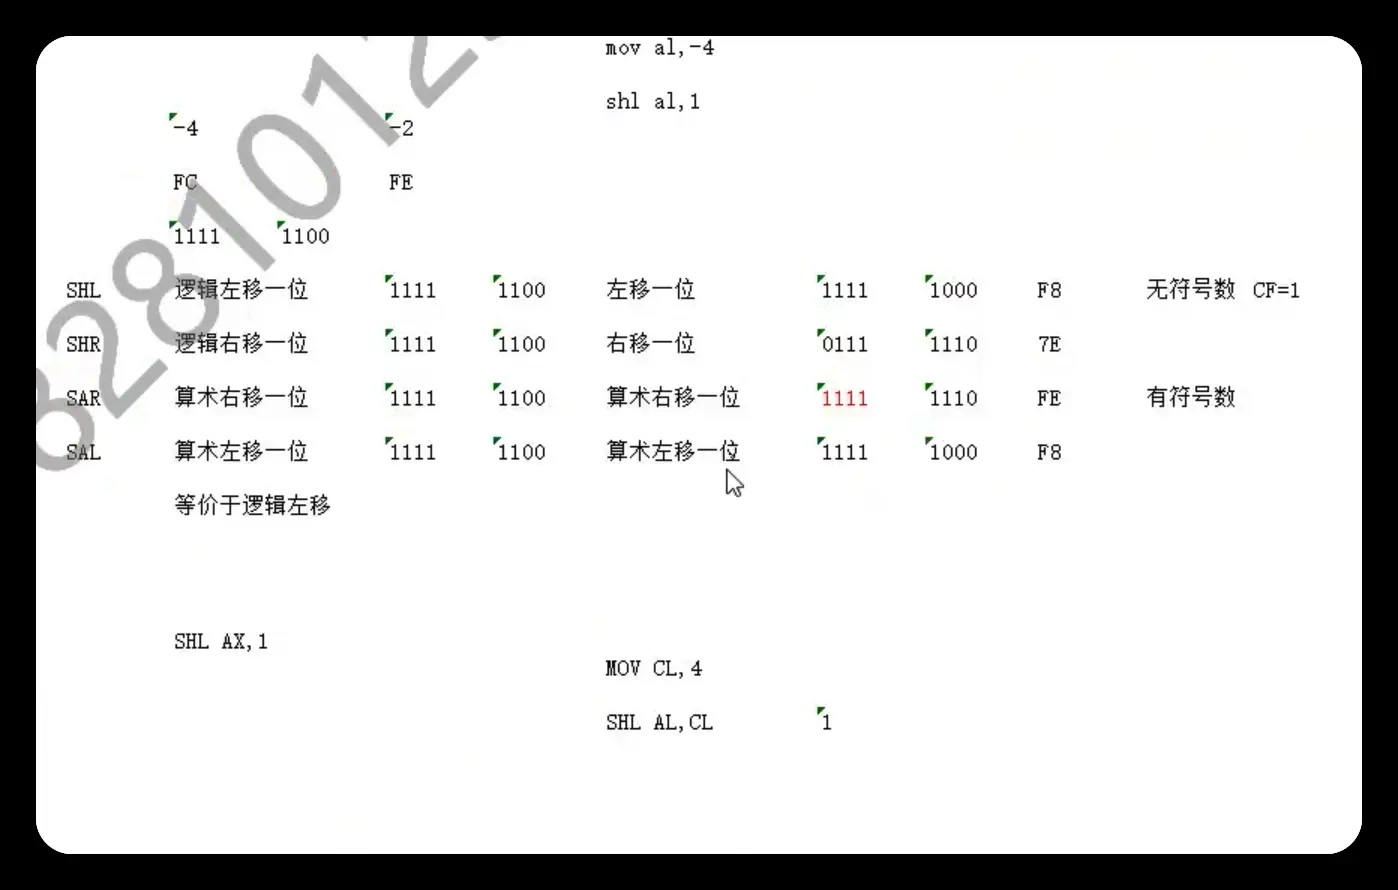 mov al,-4
shl al,1
-4 -2
FC FE
1111 1100
SHL 逻辑左移一位 1111 1100 左移一位 1111 1000 F8 无符号数 CF=1
SHR 逻辑右移一位 1111 1100 右移一位 0111 1110 7E
SAR 算术右移一位 1111 1100 算术右移一位 1111 1110 FE 有符号数
SAL 算术左移一位 1111 1100 算术左移一位 1111 1000 F8
等价于逻辑左移
SHL AX,1
MOV CL,4
SHL AL,CL 1